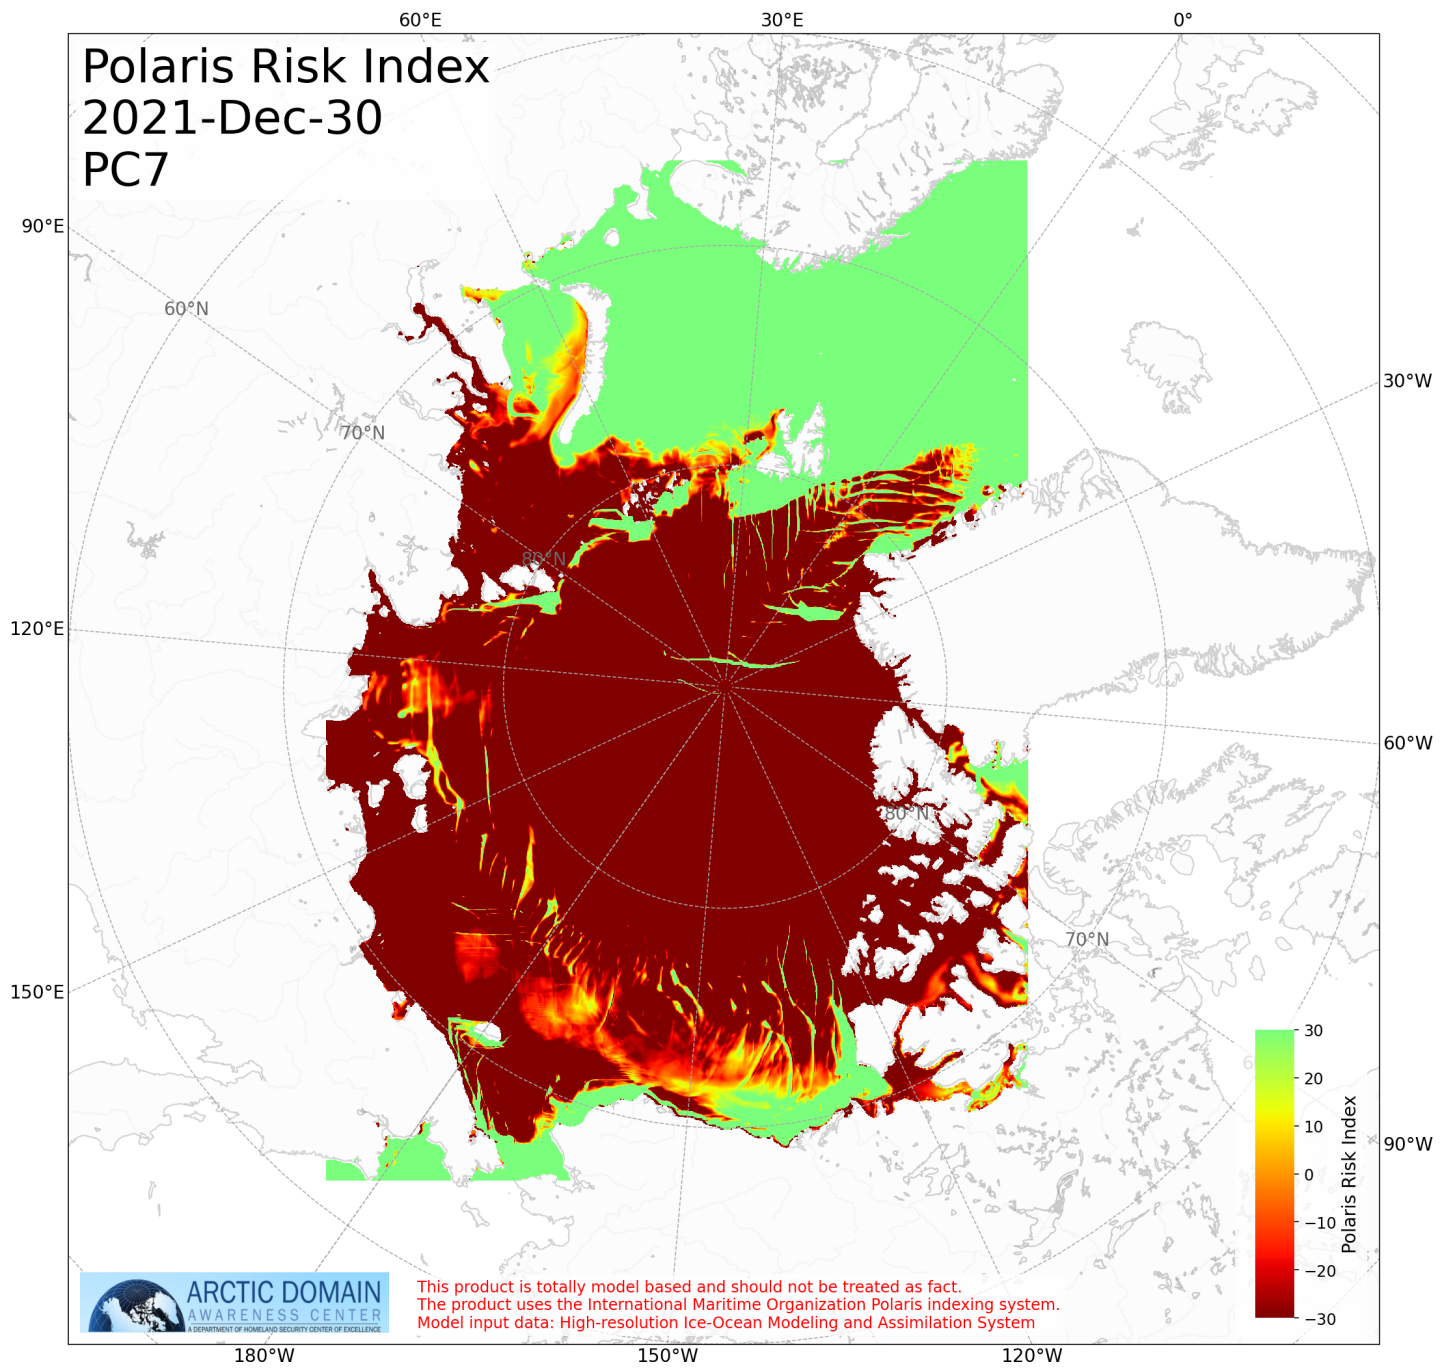 60°E
30°E
0°
Polaris Risk Index
2021-Dec-30
PC7
90°E
60°N
30°W
70°N
80°N
120°E
60°W
80°N
70°N
150°E
30
20
10
0
−10
−20
−30
Polaris Risk Index
90°W
ARCTIC DOMAIN
AWARENESS CENTER
A DEPARTMENT OF HOMELAND SECURITY CENTER OF EXCELLENCE
This product is totally model based and should not be treated as fact.
The product uses the International Maritime Organization Polaris indexing system.
Model input data: High-resolution Ice-Ocean Modeling and Assimilation System
180°W
150°W
120°W